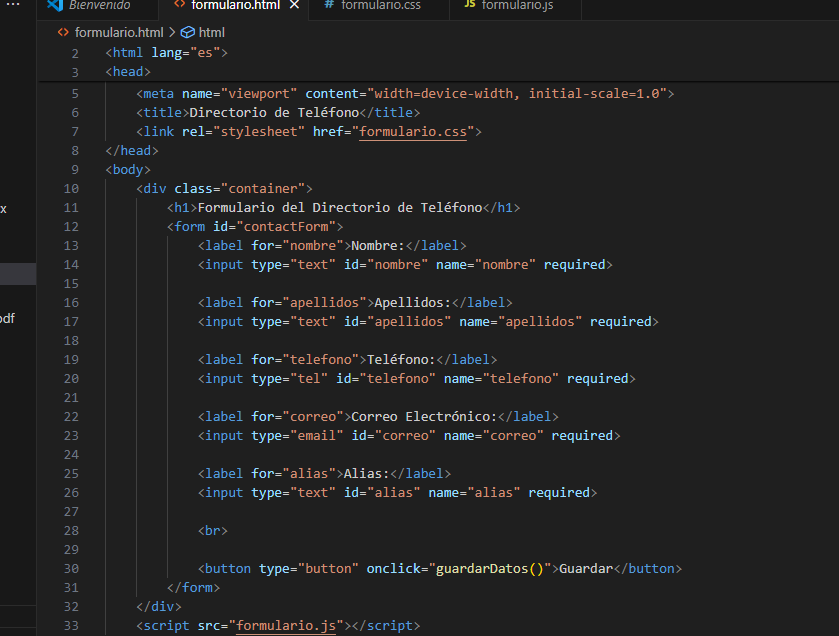 Bienvenido formulario.html formulario.css JS formulario.js
formulario.html > html
2 <html lang="es">
3 <head>
5 <meta name="viewport" content="width=device-width, initial-scale=1.0">
6 <title>Directorio de Teléfono</title>
7 <link rel="stylesheet" href="formulario.css">
8 </head>
9 <body>
10 <div class="container">
11 <h1>Formulario del Directorio de Teléfono</h1>
12 <form id="contactForm">
13 <label for="nombre">Nombre:</label>
14 <input type="text" id="nombre" name="nombre" required>
15
16 <label for="apellidos">Apellidos:</label>
17 <input type="text" id="apellidos" name="apellidos" required>
18
19 <label for="telefono">Teléfono:</label>
20 <input type="tel" id="telefono" name="telefono" required>
21
22 <label for="correo">Correo Electrónico:</label>
23 <input type="email" id="correo" name="correo" required>
24
25 <label for="alias">Alias:</label>
26 <input type="text" id="alias" name="alias" required>
27
28 <br>
29
30 <button type="button" onclick="guardarDatos()">Guardar</button>
31 </form>
32 </div>
33 <script src="formulario.js"></script>